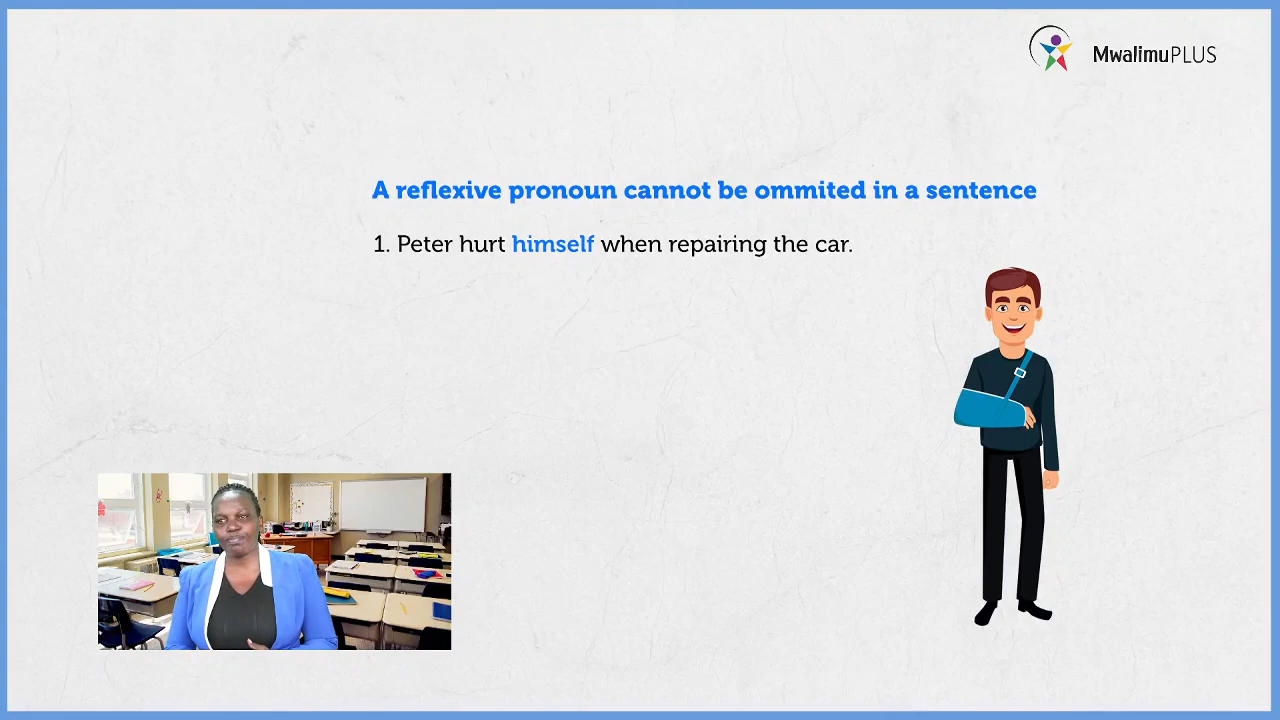 MwalimuPLUS
A reflexive pronoun cannot be ommited in a sentence
1. Peter hurt himself when repairing the car.